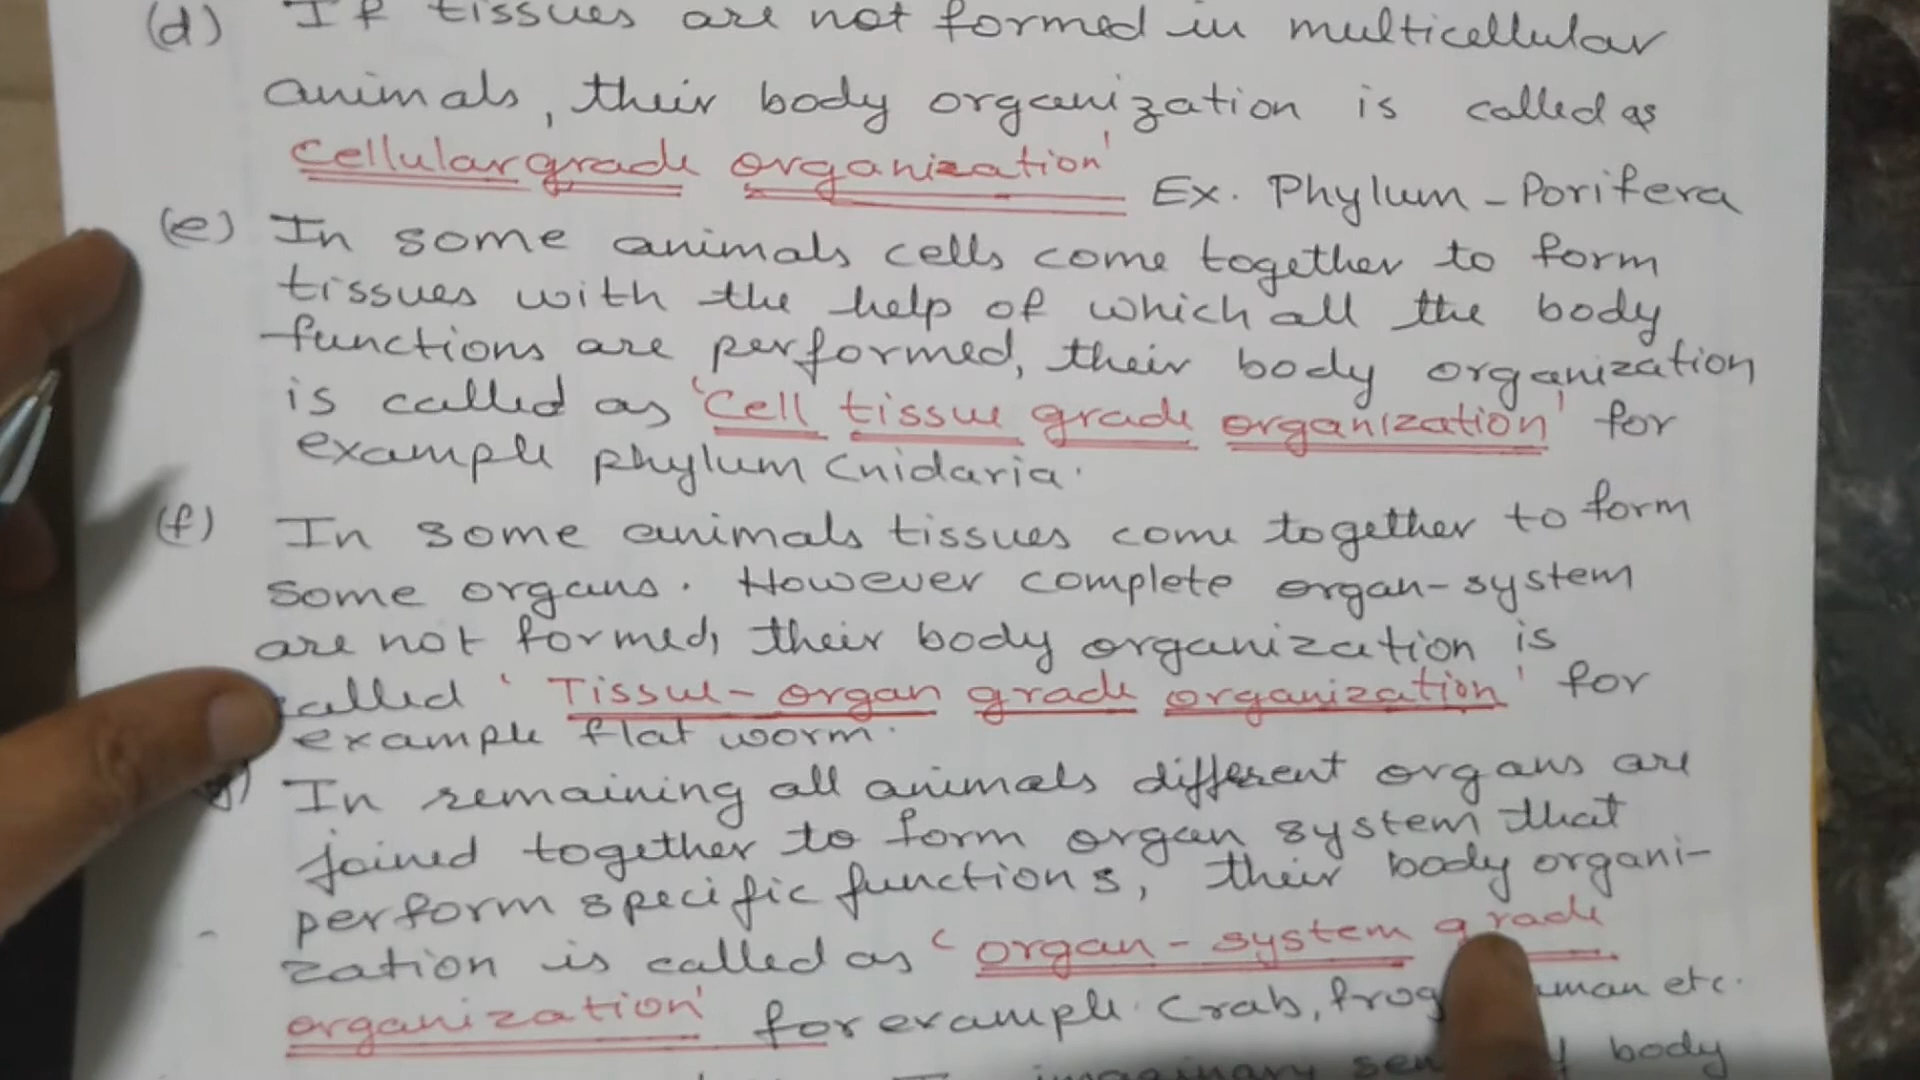 (d) If tissues are not formed in multicellular
animals, their body organization is called as
cellular grade organization' Ex. Phylum - Porifera
(e) In some animals cells come together to form
tissues with the help of which all the body
functions are performed, their body organization
is called as 'cell tissue grade organization' for
example phylum Cnidaria.
(f) In some animals tissues come together to form
some organs. However complete organ-system
are not formed, their body organization is
called 'Tissue-organ grade organization' for
example flat worm.
In remaining all animals different organs are
joined together to form organ system that
perform specific functions, their body organi-
zation is called as 'organ-system grade
organization' for example. Crab, frog uman etc.
imaginary body